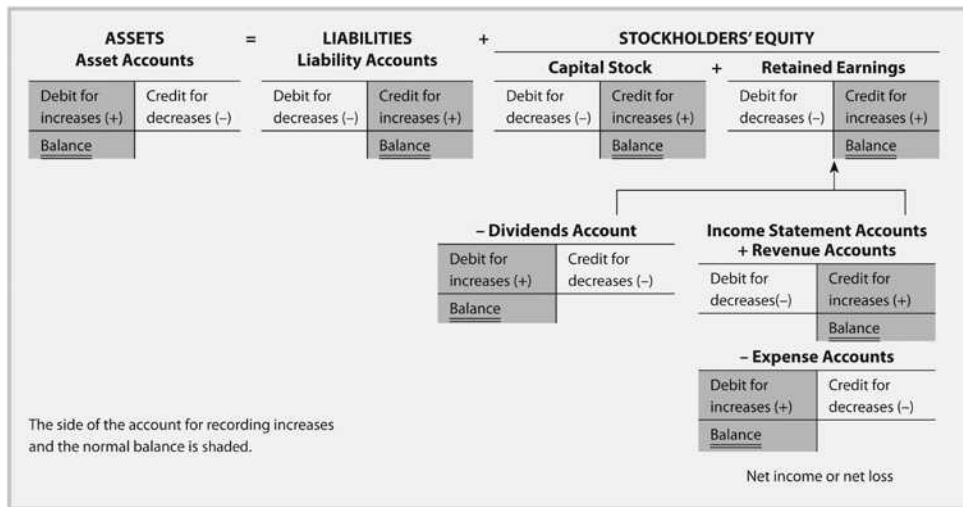 ASSETS = LIABILITIES + STOCKHOLDERS’ EQUITY
Asset Accounts Liability Accounts Capital Stock + Retained Earnings
Debit for Credit for Debit for Credit for Debit for Credit for Debit for Credit for
increases (+) decreases (–) decreases (–) increases (+) decreases (–) increases (+) decreases (–) increases (+)
Balance Balance Balance Balance
– Dividends Account
Debit for Credit for
increases (+) decreases (–)
Balance
Income Statement Accounts
+ Revenue Accounts
Debit for Credit for
decreases(–) increases (+)
Balance
– Expense Accounts
Debit for Credit for
increases (+) decreases (–)
Balance
Net income or net loss
The side of the account for recording increases
and the normal balance is shaded.